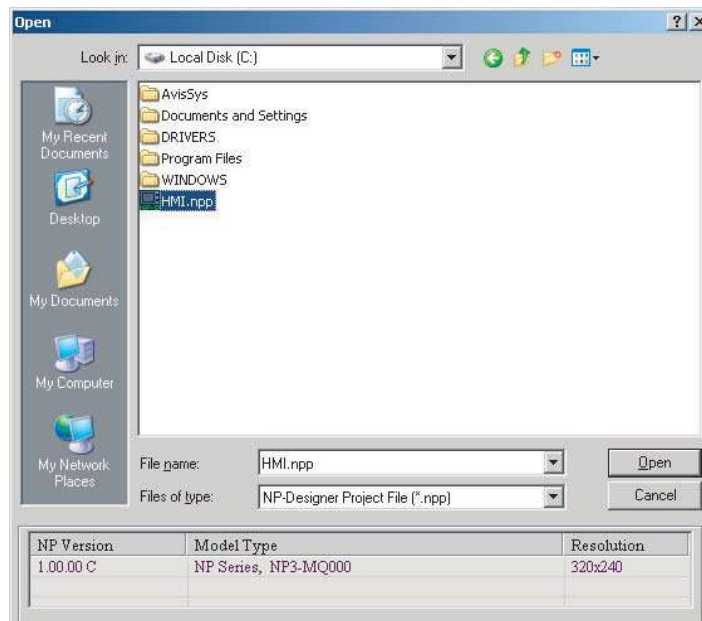 Open
Look in: Local Disk (C:)
My Recent Documents
Desktop
My Documents
My Computer
My Network Places
AvisSys
Documents and Settings
DRIVERS
Program Files
WINDOWS
HMI.npp
File name: HMI.npp Open
Files of type: NP-Designer Project File (*.npp) Cancel
NP Version Model Type Resolution
1.00.00 C NP Series, NP3-MQ000 320x240